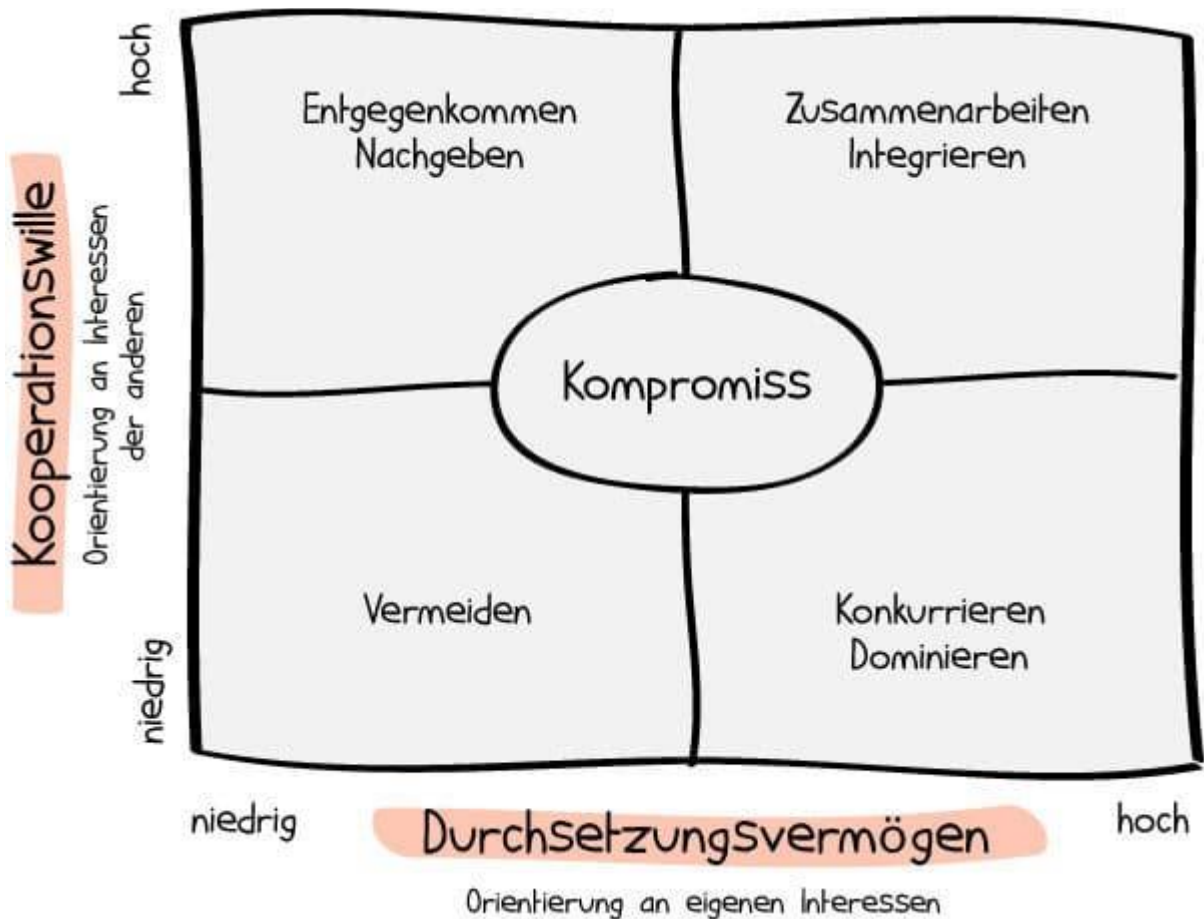 hoch
Entgegenkommen
Nachgeben
Zusammenarbeiten
Integrieren
Kooperationswille
Orientierung an Interessen
der anderen
Kompromiss
Vermeiden
Konkurrieren
Dominieren
niedrig
niedrig
Durchsetzungsvermögen
hoch
Orientierung an eigenen Interessen